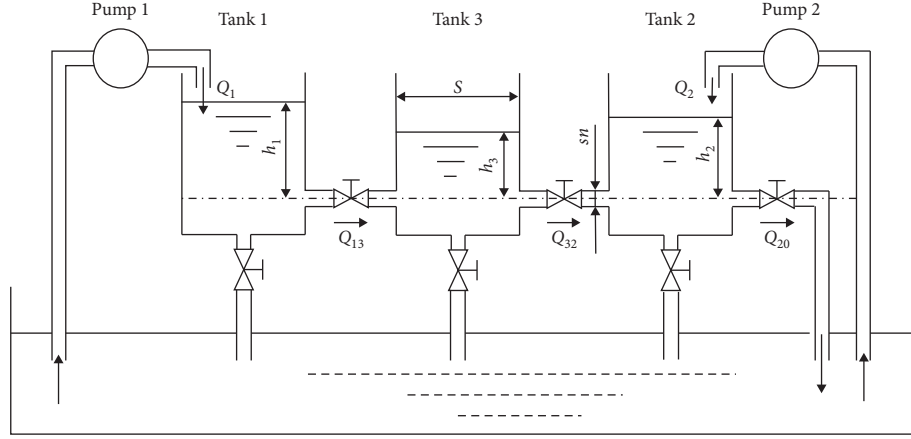 Pump 1
Tank 1
Tank 3
Tank 2
Pump 2
Q1
S
Q2
h1
h3
sn
h2
Q13
Q32
Q20